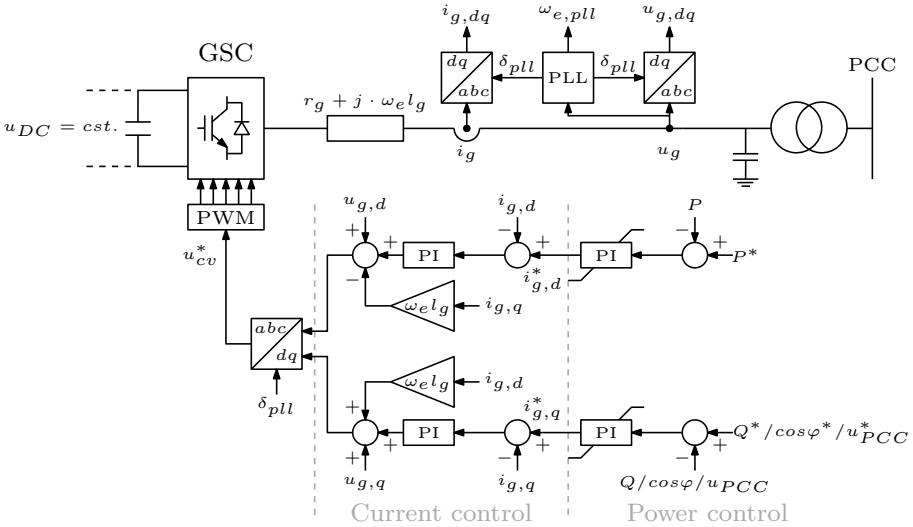 i_{g,dq}
ω_{e,pll}
u_{g,dq}
GSC
dq
abc
δ_{pll}
PLL
δ_{pll}
dq
abc
PCC
r_g + j · ω_e l_g
u_{DC} = cst.
i_g
u_g
PWM
u^*_{cv}
u_{g,d}
+
+
−
PI
i_{g,d}
−
+
i^*_{g,d}
PI
P
−
+
P^*
ω_e l_g
i_{g,q}
abc
dq
δ_{pll}
ω_e l_g
i_{g,d}
+
+
+
u_{g,q}
PI
i^*_{g,q}
+
−
i_{g,q}
PI
Q^*/cosφ^*/u^*_{PCC}
+
−
Q/cosφ/u_{PCC}
Current control
Power control